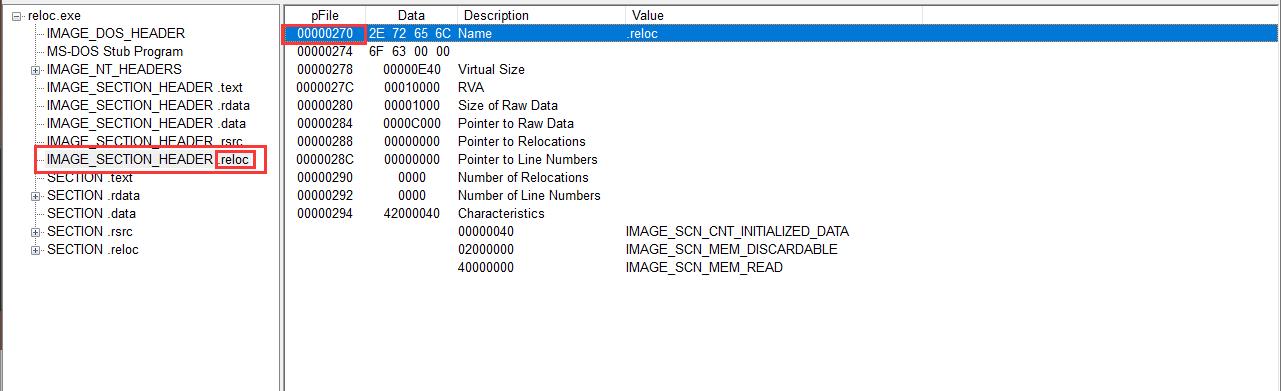 reloc.exe
IMAGE_DOS_HEADER
MS-DOS Stub Program
IMAGE_NT_HEADERS
IMAGE_SECTION_HEADER .text
IMAGE_SECTION_HEADER .rdata
IMAGE_SECTION_HEADER .data
IMAGE_SECTION_HEADER .rsrc
IMAGE_SECTION_HEADER .reloc
SECTION .text
SECTION .rdata
SECTION .data
SECTION .rsrc
SECTION .reloc
pFile Data Description Value
00000270 2E 72 65 6C Name .reloc
00000274 6F 63 00 00
00000278 00000E40 Virtual Size
0000027C 00010000 RVA
00000280 00001000 Size of Raw Data
00000284 0000C000 Pointer to Raw Data
00000288 00000000 Pointer to Relocations
0000028C 00000000 Pointer to Line Numbers
00000290 0000 Number of Relocations
00000292 0000 Number of Line Numbers
00000294 42000040 Characteristics
00000040 IMAGE_SCN_CNT_INITIALIZED_DATA
02000000 IMAGE_SCN_MEM_DISCARDABLE
40000000 IMAGE_SCN_MEM_READ